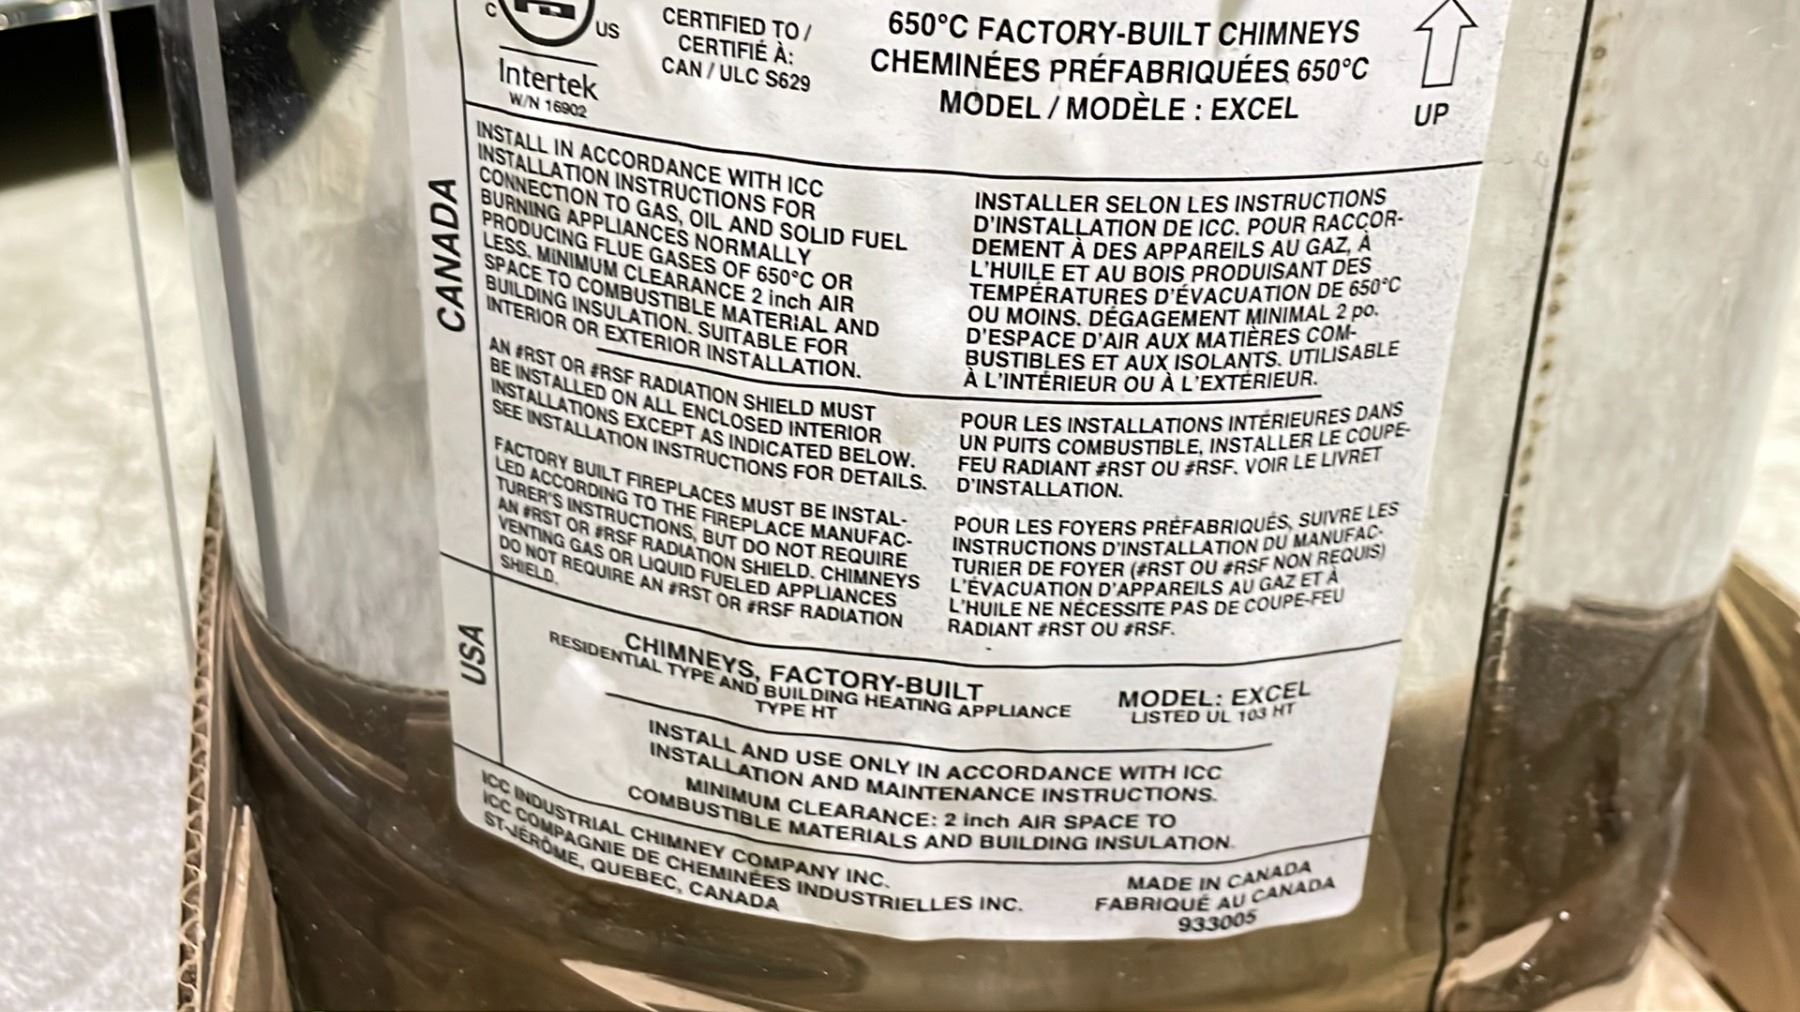 C US
Intertek
W/N 16902
CERTIFIED TO /
CERTIFIÉ À:
CAN / ULC S629
650°C FACTORY-BUILT CHIMNEYS
CHEMINÉES PRÉFABRIQUÉES 650°C
MODEL / MODÈLE : EXCEL
UP
CANADA
INSTALL IN ACCORDANCE WITH ICC
INSTALLATION INSTRUCTIONS FOR
CONNECTION TO GAS, OIL AND SOLID FUEL
BURNING APPLIANCES NORMALLY
PRODUCING FLUE GASES OF 650°C OR
LESS. MINIMUM CLEARANCE 2 inch AIR
SPACE TO COMBUSTIBLE MATERIAL AND
BUILDING INSULATION. SUITABLE FOR
INTERIOR OR EXTERIOR INSTALLATION.
AN #RST OR #RSF RADIATION SHIELD MUST
BE INSTALLED ON ALL ENCLOSED INTERIOR
INSTALLATIONS EXCEPT AS INDICATED BELOW.
SEE INSTALLATION INSTRUCTIONS FOR DETAILS.
FACTORY BUILT FIREPLACES MUST BE INSTAL-
LED ACCORDING TO THE FIREPLACE MANUFAC-
TURER'S INSTRUCTIONS, BUT DO NOT REQUIRE
AN #RST OR #RSF RADIATION SHIELD. CHIMNEYS
VENTING GAS OR LIQUID FUELED APPLIANCES
DO NOT REQUIRE AN #RST OR #RSF RADIATION
SHIELD.
INSTALLER SELON LES INSTRUCTIONS
D'INSTALLATION DE ICC. POUR RACCOR-
DEMENT À DES APPAREILS AU GAZ, À
L'HUILE ET AU BOIS PRODUISANT DES
TEMPÉRATURES D'ÉVACUATION DE 650°C
OU MOINS. DÉGAGEMENT MINIMAL 2 po.
D'ESPACE D'AIR AUX MATIÈRES COM-
BUSTIBLES ET AUX ISOLANTS. UTILISABLE
À L'INTÉRIEUR OU À L'EXTÉRIEUR.
POUR LES INSTALLATIONS INTÉRIEURES DANS
UN PUITS COMBUSTIBLE, INSTALLER LE COUPE-
FEU RADIANT #RST OU #RSF. VOIR LE LIVRET
D'INSTALLATION.
POUR LES FOYERS PRÉFABRIQUÉS, SUIVRE LES
INSTRUCTIONS D'INSTALLATION DU MANUFAC-
TURIER DE FOYER (#RST OU #RSF NON REQUIS)
L'ÉVACUATION D'APPAREILS AU GAZ ET À
L'HUILE NE NÉCESSITE PAS DE COUPE-FEU
RADIANT #RST OU #RSF.
USA
CHIMNEYS, FACTORY-BUILT
RESIDENTIAL TYPE AND BUILDING HEATING APPLIANCE
TYPE HT
MODEL: EXCEL
LISTED UL 103 HT
INSTALL AND USE ONLY IN ACCORDANCE WITH ICC
INSTALLATION AND MAINTENANCE INSTRUCTIONS.
MINIMUM CLEARANCE: 2 inch AIR SPACE TO
COMBUSTIBLE MATERIALS AND BUILDING INSULATION.
ICC INDUSTRIAL CHIMNEY COMPANY INC.
ICC COMPAGNIE DE CHEMINÉES INDUSTRIELLES INC.
ST-JÉRÔME, QUEBEC, CANADA
MADE IN CANADA
FABRIQUÉ AU CANADA
933005